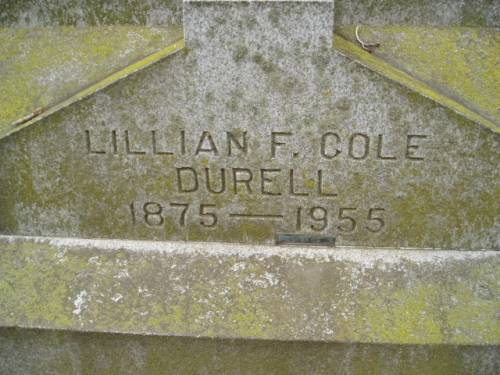 LILLIAN F. COLE
DURELL
1875 — 1955